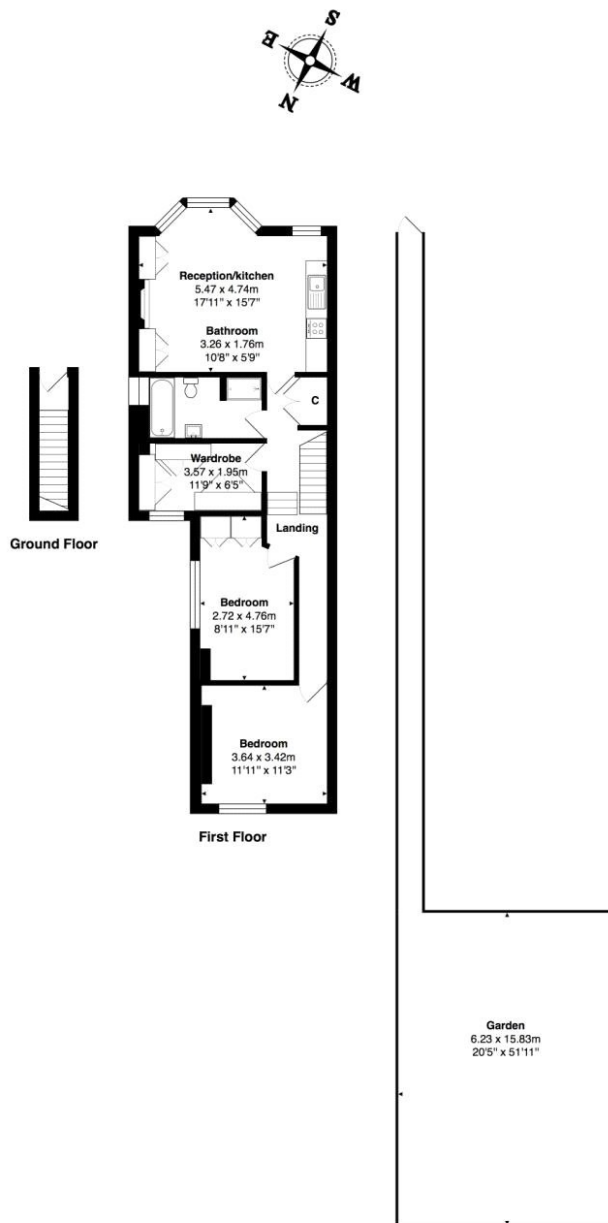 S
E
W
N
Reception/kitchen
5.47 x 4.74m
17'11" x 15'7"
Bathroom
3.26 x 1.76m
10'8" x 5'9"
C
Wardrobe
3.57 x 1.95m
11'9" x 6'5"
Landing
Ground Floor
Bedroom
2.72 x 4.76m
8'11" x 15'7"
Bedroom
3.64 x 3.42m
11'11" x 11'3"
First Floor
Garden
6.23 x 15.83m
20'5" x 51'11"